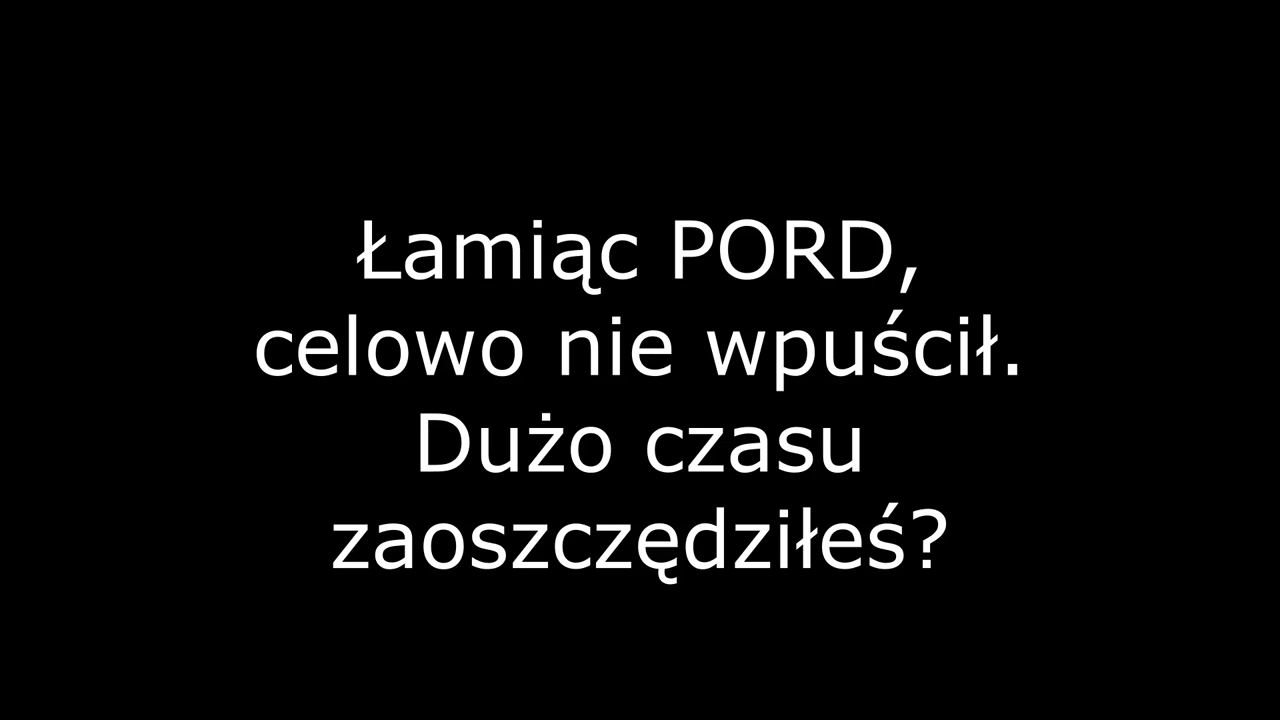 Łamiąc PORD,
celowo nie wpuścił.
Dużo czasu
zaoszczędziłeś?